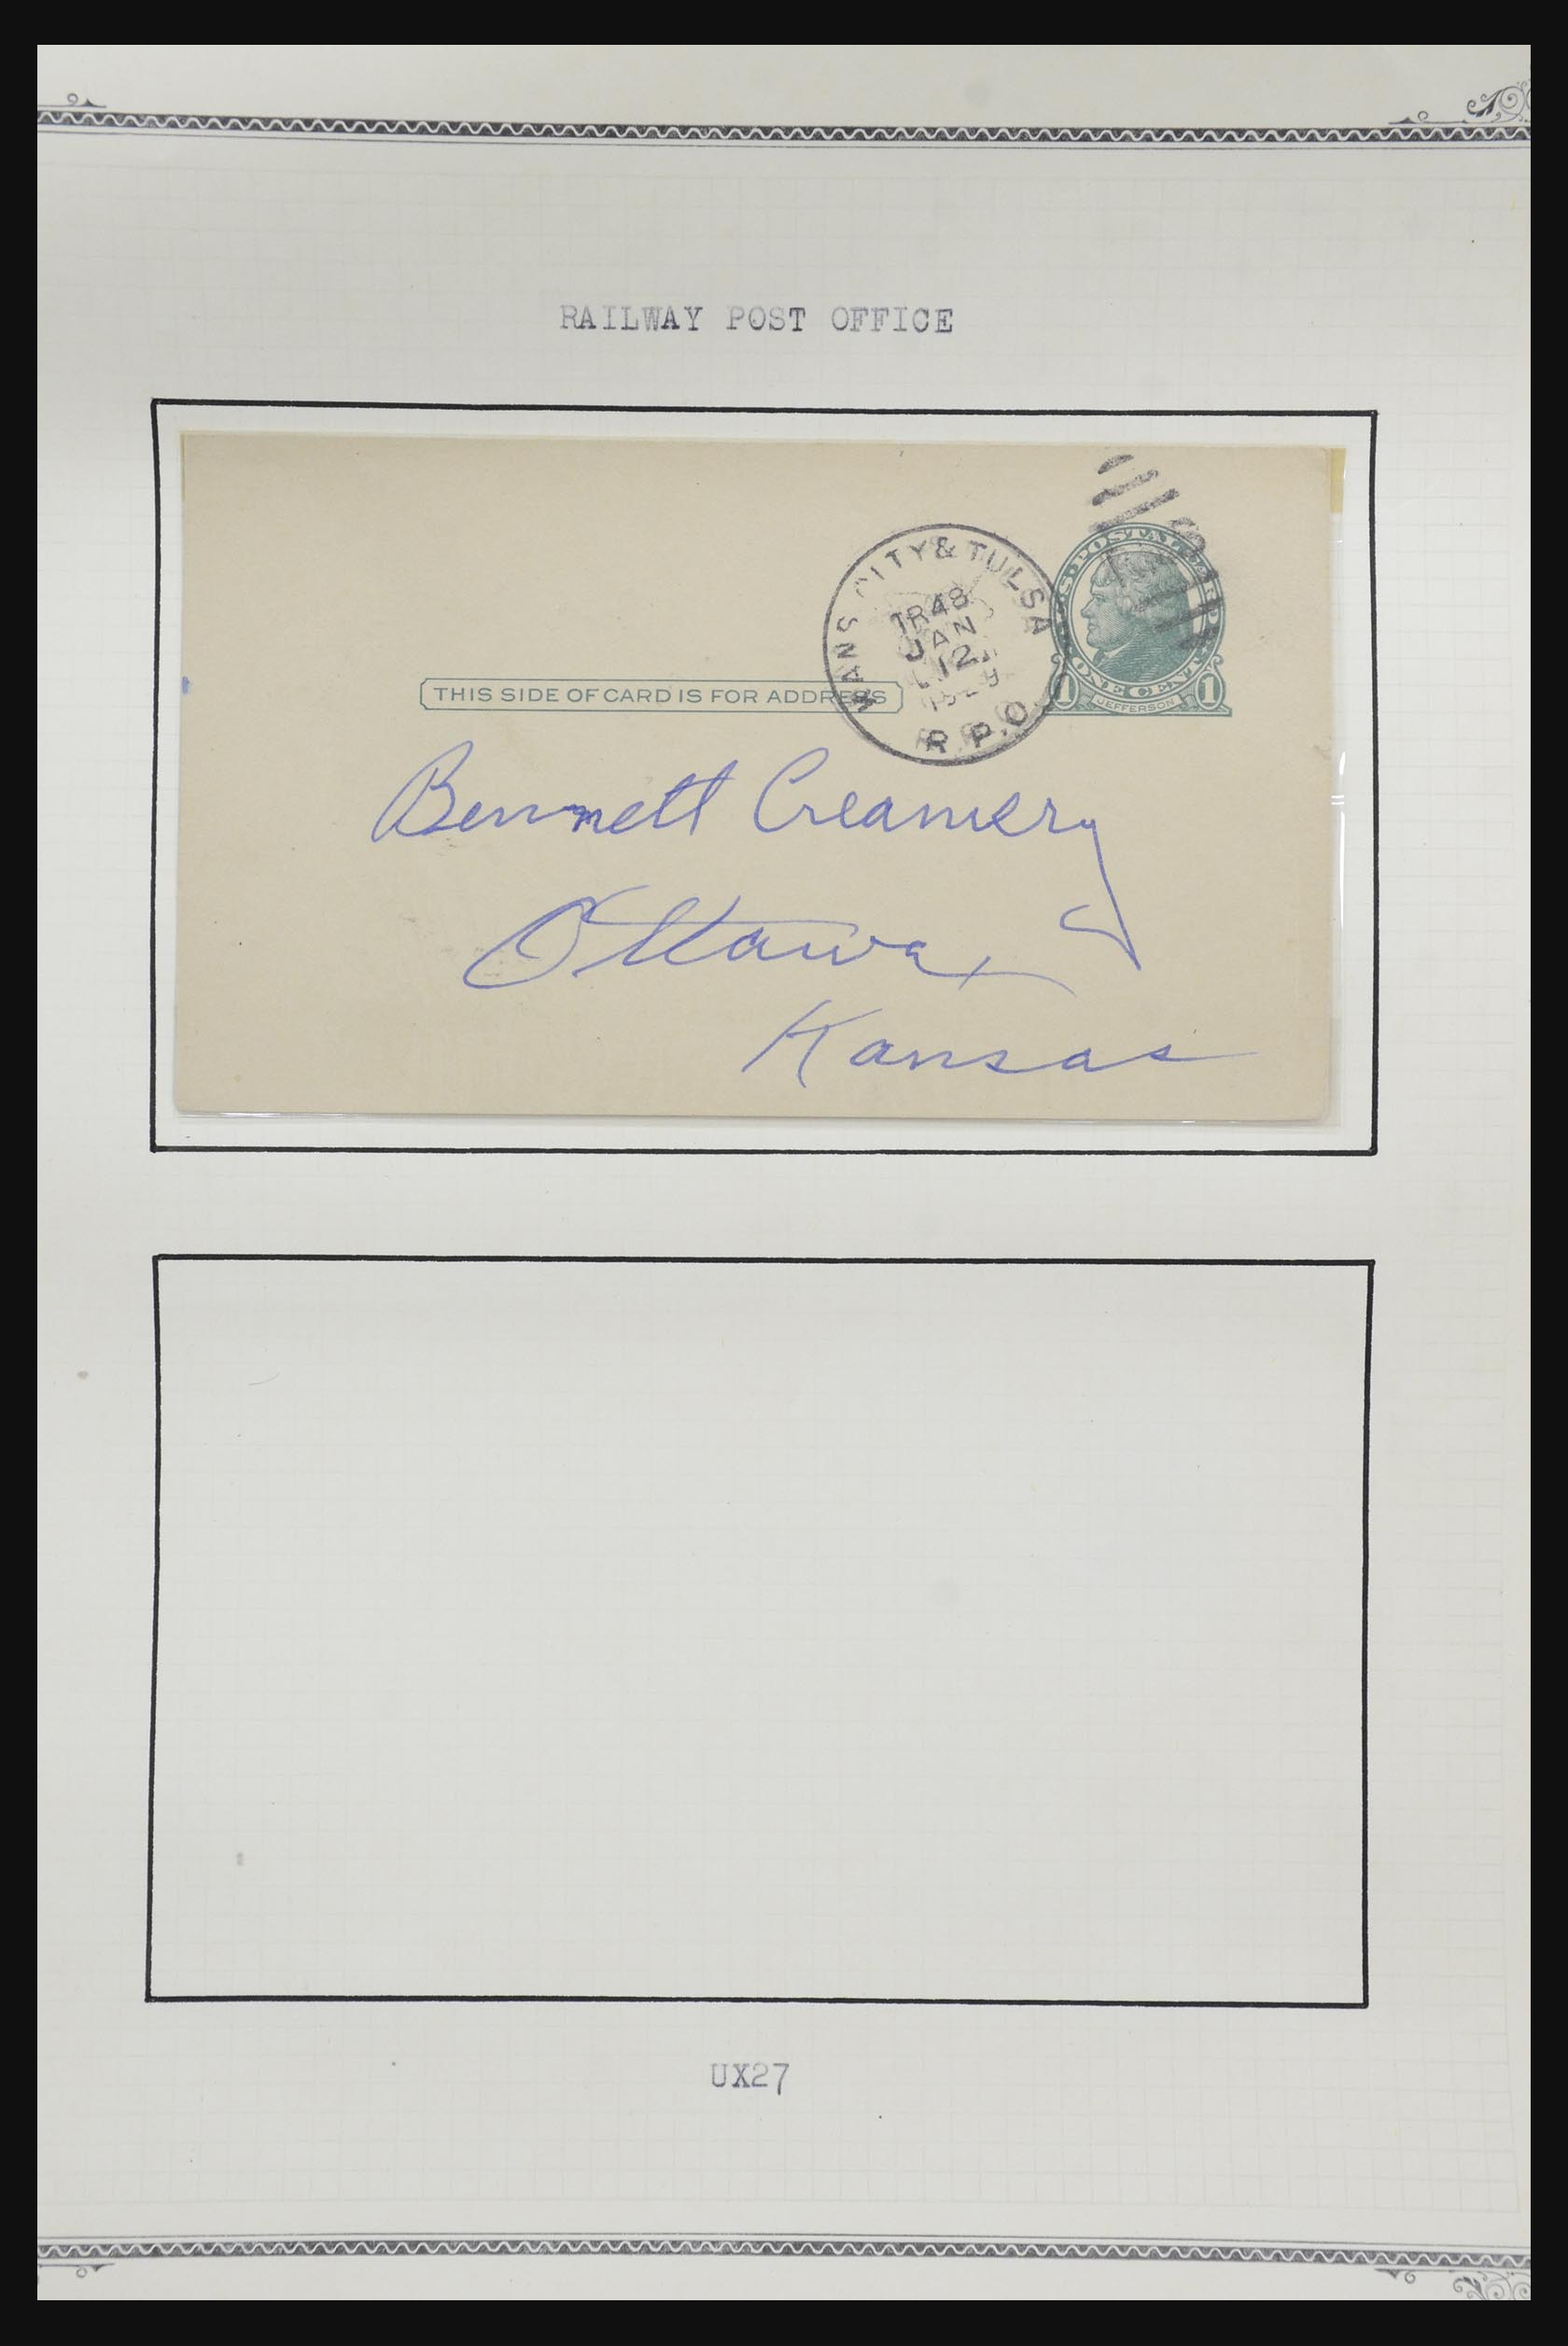 RAILWAY POST OFFICE
KANS CITY & TULSA
TR48
JAN
12
1929
R.P.O.
U.S. POSTAL CARD
ONE CENT
1 JEFFERSON 1
THIS SIDE OF CARD IS FOR ADDRESS
Bennett Creamery
Ottawa,
Kansas
UX27